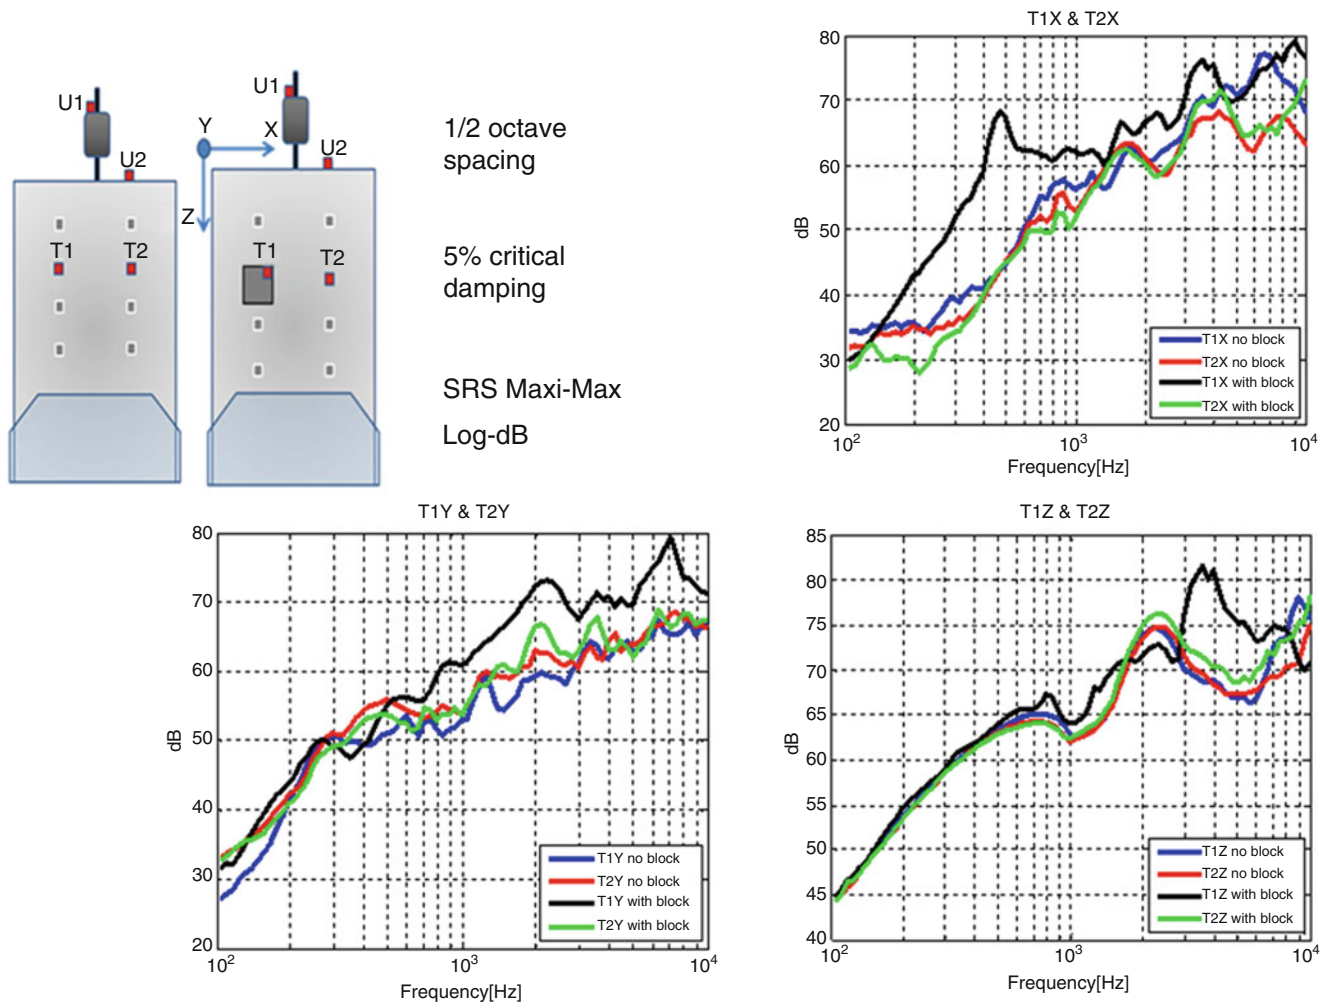 U1
U2
T1
T2
Y
X
Z
U1
U2
T1
T2
1/2 octave
spacing
5% critical
damping
SRS Maxi-Max
Log-dB
T1X & T2X
80
70
60
50
40
30
20
dB
10² 10³ 10⁴
Frequency[Hz]
T1X no block
T2X no block
T1X with block
T2X with block
T1Y & T2Y
80
70
60
50
40
30
20
dB
10² 10³ 10⁴
Frequency[Hz]
T1Y no block
T2Y no block
T1Y with block
T2Y with block
T1Z & T2Z
85
80
75
70
65
60
55
50
45
40
dB
10² 10³ 10⁴
Frequency[Hz]
T1Z no block
T2Z no block
T1Z with block
T2Z with block